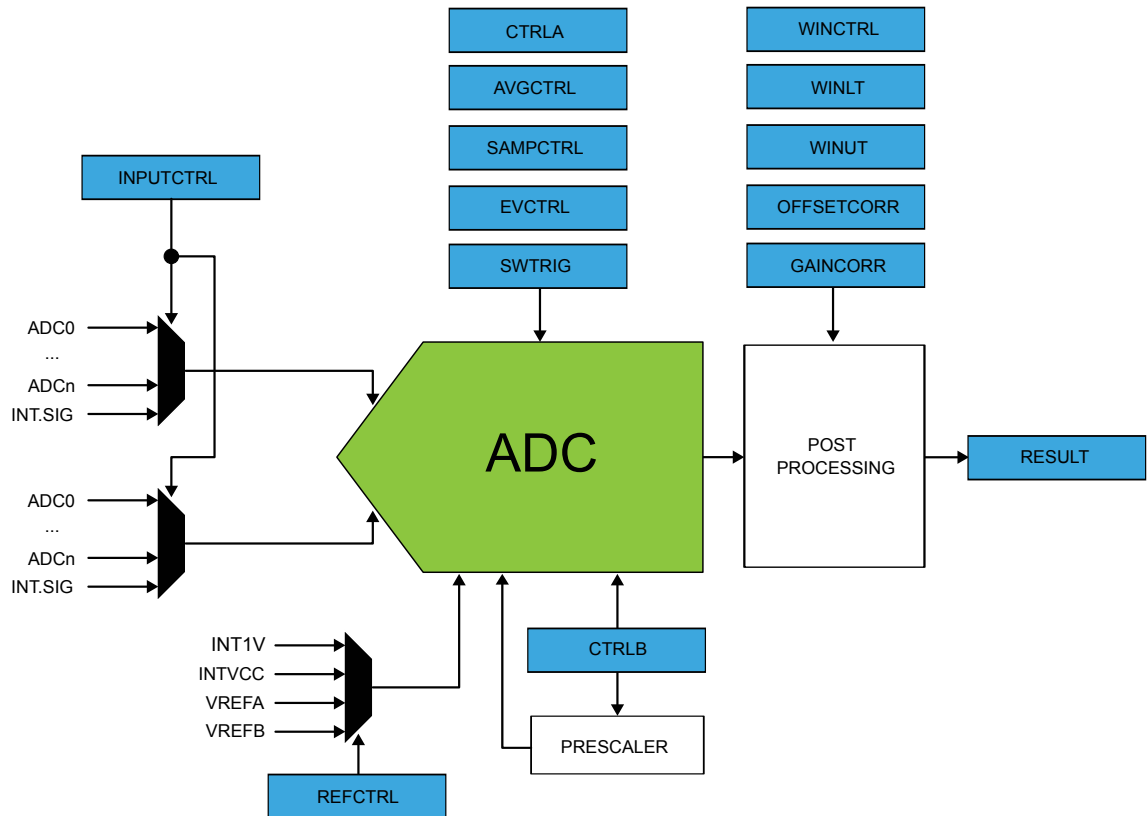 CTRLA
WINCTRL
AVGCTRL
WINLT
SAMPCTRL
WINUT
INPUTCTRL
EVCTRL
OFFSETCORR
SWTRIG
GAINCORR
ADC0
...
ADCn
INT.SIG
ADC
POST
PROCESSING
RESULT
ADC0
...
ADCn
INT.SIG
INT1V
INTVCC
VREFA
VREFB
CTRLB
PRESCALER
REFCTRL